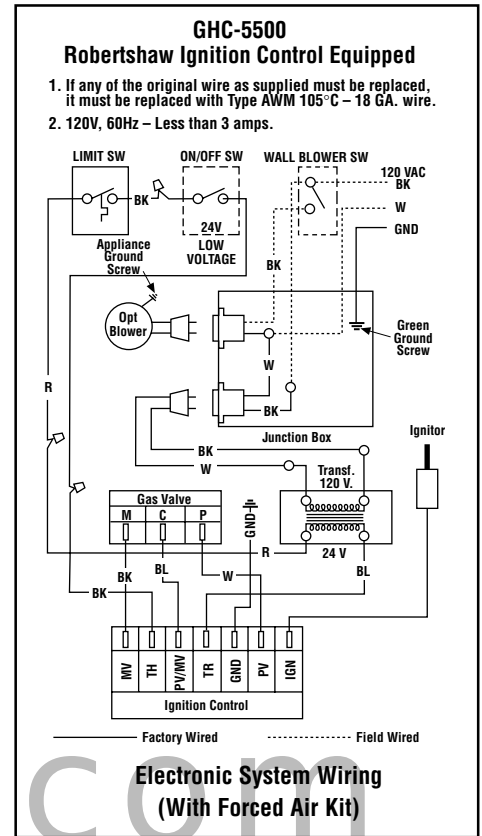 GHC-5500
Robertshaw Ignition Control Equipped
1. If any of the original wire as supplied must be replaced,
it must be replaced with Type AWM 105°C – 18 GA. wire.
2. 120V, 60Hz – Less than 3 amps.
LIMIT SW
ON/OFF SW
WALL BLOWER SW
120 VAC
BK
W
GND
BK
24V
LOW
VOLTAGE
Appliance
Ground
Screw
BK
Opt
Blower
Green
Ground
Screw
W
R
BK
Junction Box
Ignitor
BK
W
Transf.
120 V.
Gas Valve
M C P
GND
R
24 V
BK
BL
W
BL
BK
MV
TH
PV/MV
TR
GND
PV
IGN
Ignition Control
Factory Wired
Field Wired
com
Electronic System Wiring
(With Forced Air Kit)